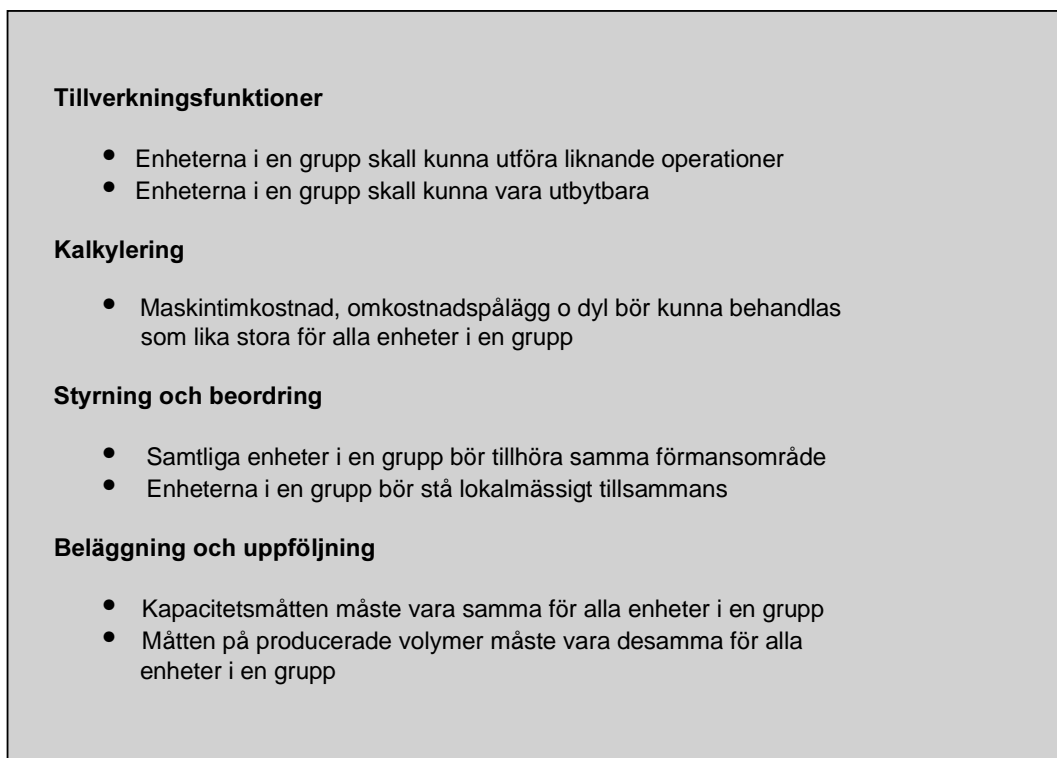 Tillverkningsfunktioner
• Enheterna i en grupp skall kunna utföra liknande operationer
• Enheterna i en grupp skall kunna vara utbytbara
Kalkylering
• Maskintimkostnad, omkostnadspålägg o dyl bör kunna behandlas
som lika stora för alla enheter i en grupp
Styrning och beordring
• Samtliga enheter i en grupp bör tillhöra samma förmansområde
• Enheterna i en grupp bör stå lokalmässigt tillsammans
Beläggning och uppföljning
• Kapacitetsmåtten måste vara samma för alla enheter i en grupp
• Måtten på producerade volymer måste vara desamma för alla
enheter i en grupp